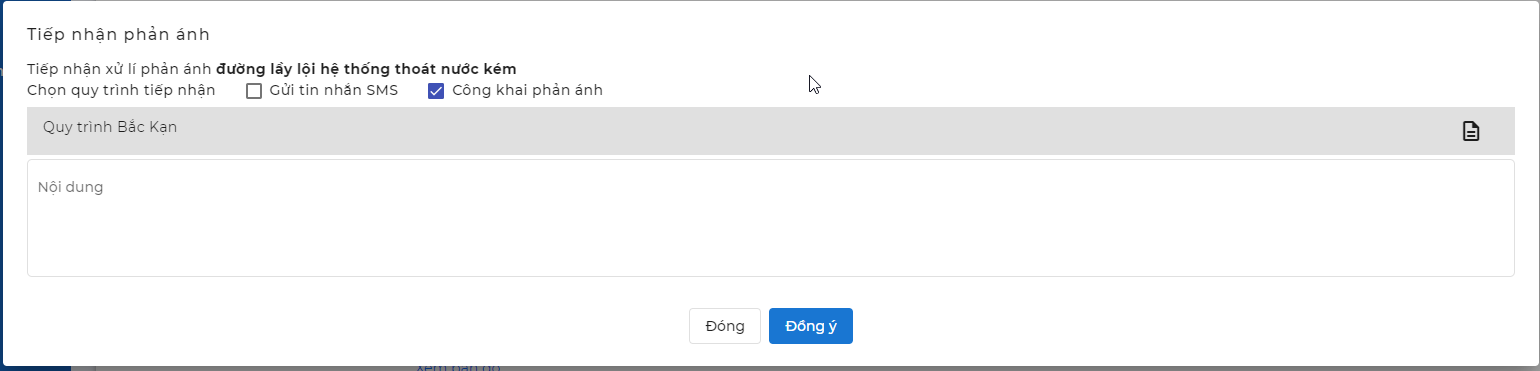 Tiếp nhận phản ánh
Tiếp nhận xử lí phản ánh đường lầy lội hệ thống thoát nước kém
Chọn quy trình tiếp nhận Gửi tin nhắn SMS Công khai phản ánh
Quy trình Bắc Kạn
Nội dung
Đóng Đồng ý